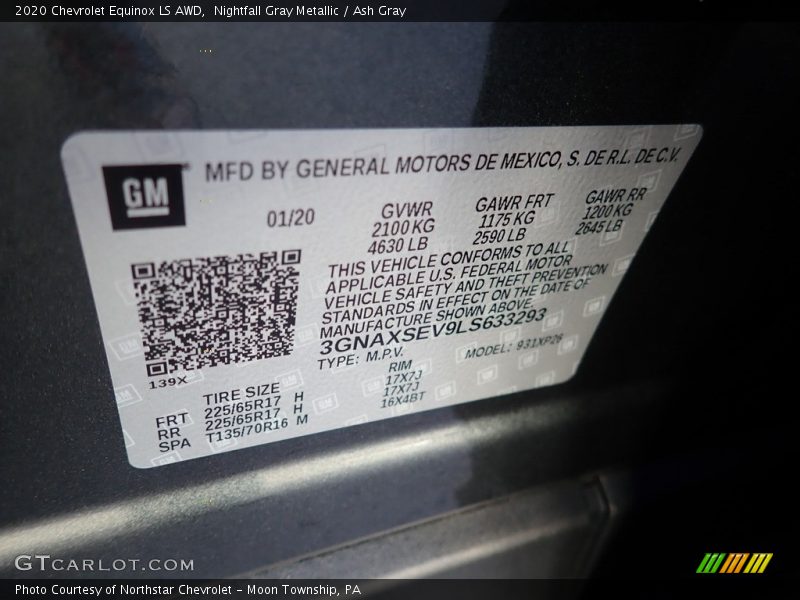 2020 Chevrolet Equinox LS AWD, Nightfall Gray Metallic / Ash Gray
GM
MFD BY GENERAL MOTORS DE MEXICO, S. DE R.L. DE C.V.
01/20 GVWR GAWR FRT GAWR RR
2100 KG 1175 KG 1200 KG
4630 LB 2590 LB 2645 LB
THIS VEHICLE CONFORMS TO ALL
APPLICABLE U.S. FEDERAL MOTOR
VEHICLE SAFETY AND THEFT PREVENTION
STANDARDS IN EFFECT ON THE DATE OF
MANUFACTURE SHOWN ABOVE.
3GNAXSEV9LS633293
TYPE: M.P.V. MODEL: 931XP26
139X
TIRE SIZE RIM
FRT 225/65R17 H 17X7J
RR 225/65R17 H 17X7J
SPA T135/70R16 M 16X4BT
GTCARLOT.COM
Photo Courtesy of Northstar Chevrolet - Moon Township, PA